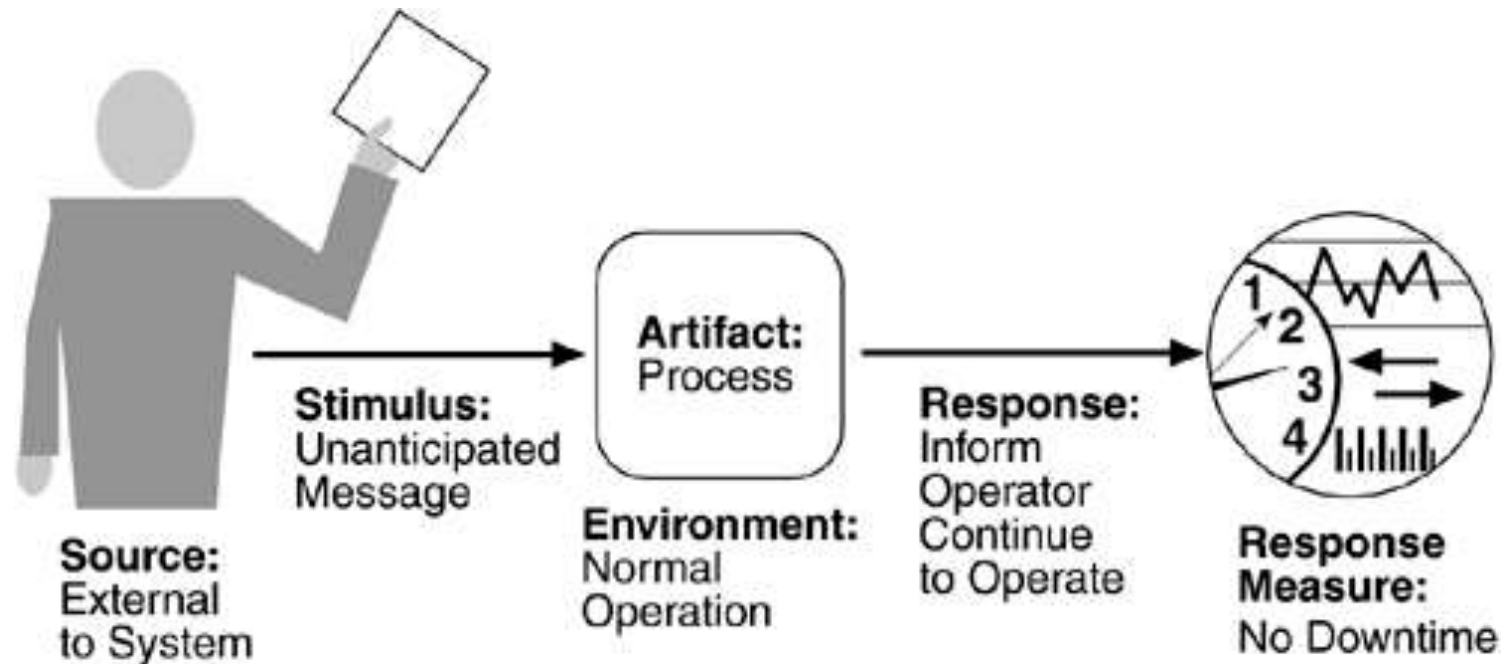 Source:
External
to System
Stimulus:
Unanticipated
Message
Artifact:
Process
Environment:
Normal
Operation
Response:
Inform
Operator
Continue
to Operate
1
2
3
4
Response
Measure:
No Downtime